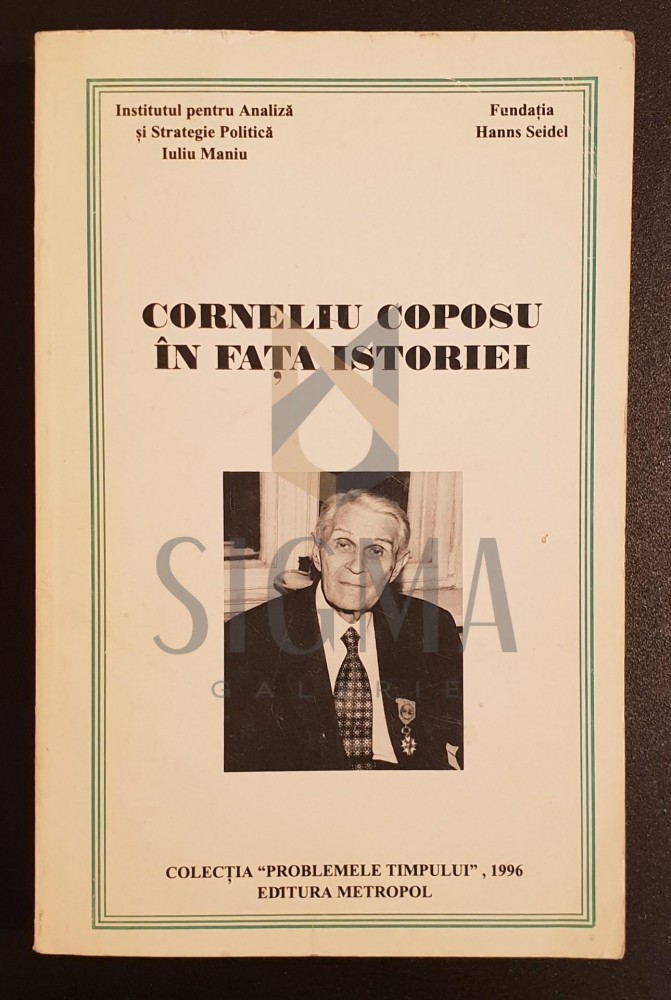 Institutul pentru Analiză
și Strategie Politică
Iuliu Maniu
Fundația
Hanns Seidel
CORNELIU COPOSU
ÎN FAȚA ISTORIEI
SIGMA
GALERIE
COLECȚIA "PROBLEMELE TIMPULUI" , 1996
EDITURA METROPOL